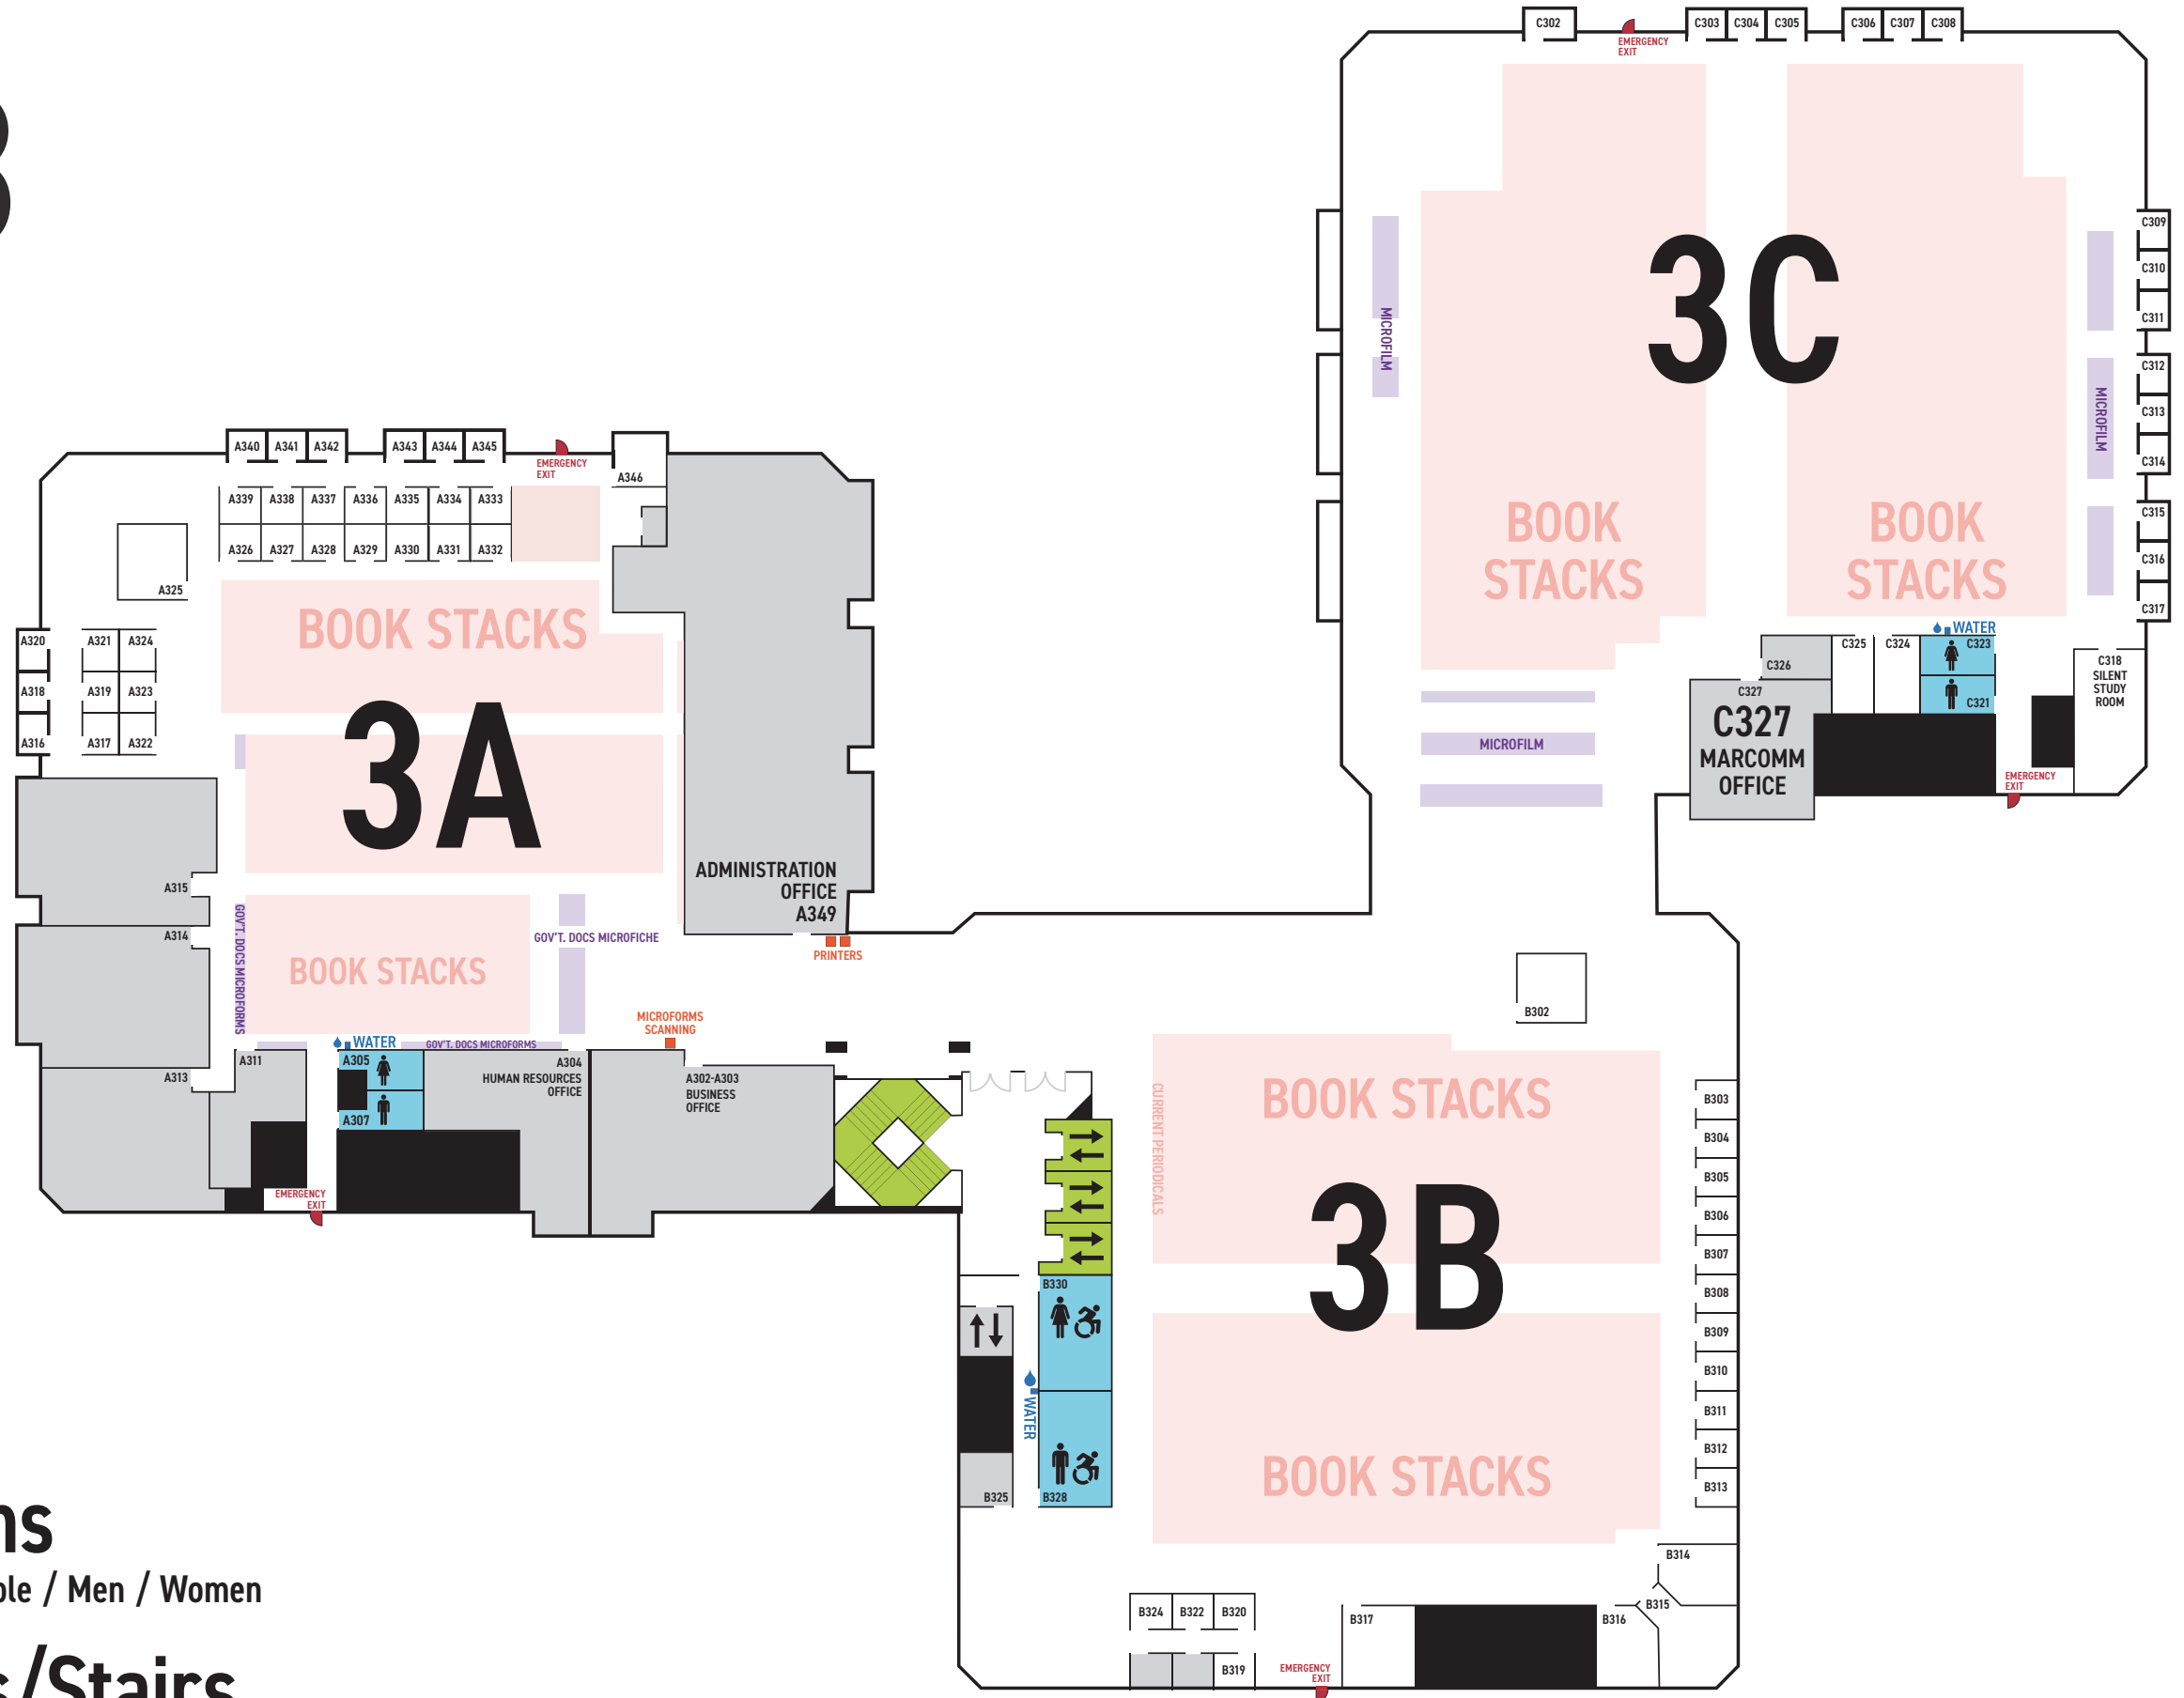 C302
EMERGENCY
EXIT
C303
C304
C305
C306
C307
C308
3C
MICROFILM
C309
C310
C311
MICROFILM
C312
C313
C314
C315
C316
C317
BOOK
STACKS
BOOK
STACKS
WATER
C323
C321
C324
C325
C326
C327
C327
MARCOMM
OFFICE
C318
SILENT
STUDY
ROOM
EMERGENCY
EXIT
MICROFILM
A340
A341
A342
A343
A344
A345
EMERGENCY
EXIT
A346
A339
A338
A337
A336
A335
A334
A333
A326
A327
A328
A329
A330
A331
A332
A325
BOOK STACKS
A320
A321
A324
A318
A319
A323
A316
A317
A322
3A
ADMINISTRATION
OFFICE
A349
PRINTERS
A315
A314
GOV'T. DOCS MICROFORMS
GOV'T. DOCS MICROFICHE
BOOK STACKS
MICROFORMS
SCANNING
WATER
GOV'T. DOCS MICROFORMS
A311
A313
A305
A307
A304
HUMAN RESOURCES
OFFICE
A302-A303
BUSINESS
OFFICE
EMERGENCY
EXIT
B302
CURRENT PERIODICALS
BOOK STACKS
3B
BOOK STACKS
B303
B304
B305
B306
B307
B308
B309
B310
B311
B312
B313
B330
WATER
B325
B328
B314
B315
B316
B317
B324
B322
B320
B319
EMERGENCY
EXIT
/ Men / Women
/Stairs